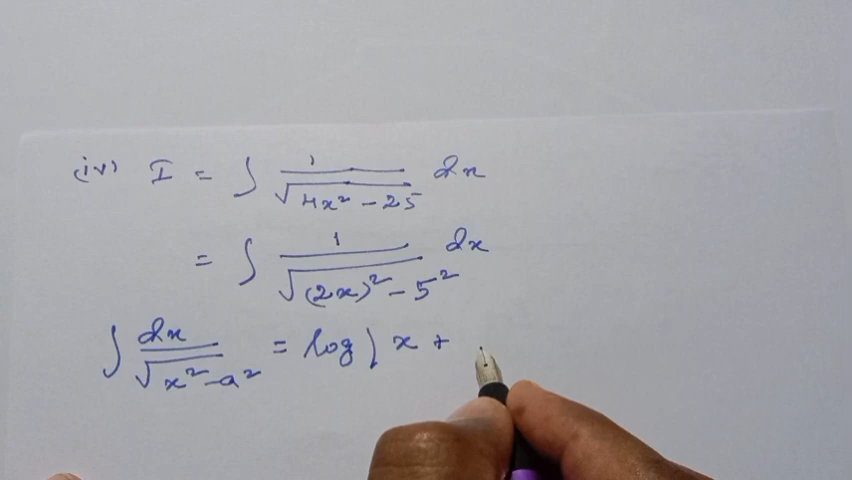 (iv) I = ∫ 1/√(4x² - 25) dx
= ∫ 1/√((2x)² - 5²) dx
∫ dx/√(x² - a²) = log | x +